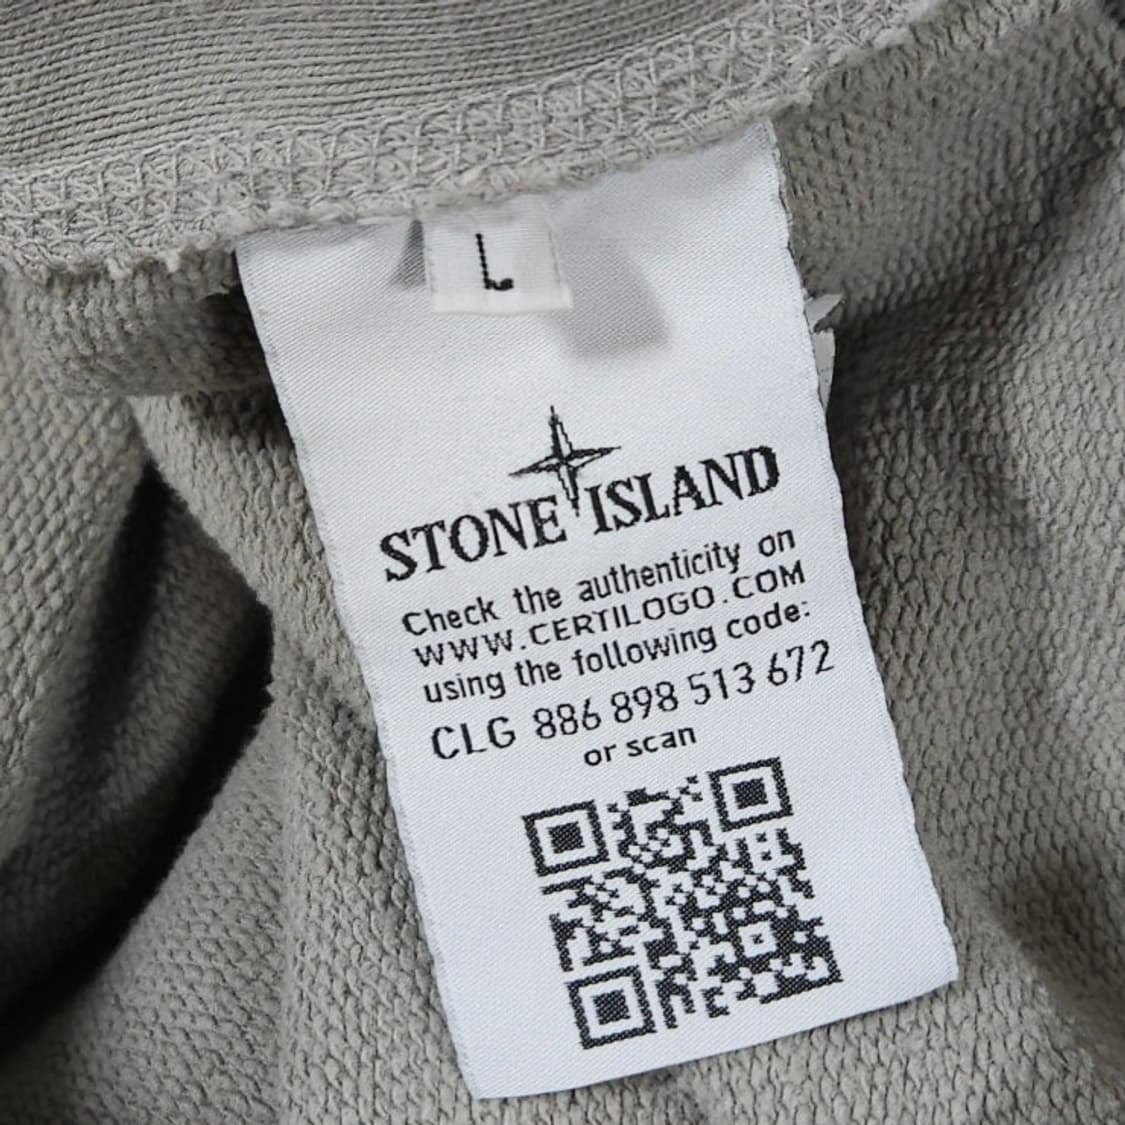 L
STONE ISLAND
Check the authenticity on
WWW.CERTILOGO.COM
using the following code:
CLG 886 898 513 672
or scan